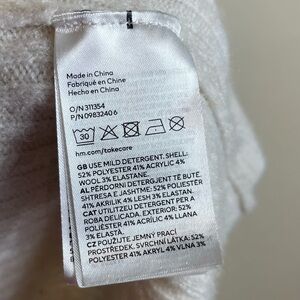 Made in China
Fabriqué en Chine
Hecho en China
O/N 311354
P/N 09832406
30
hm.com/takecare
GB USE MILD DETERGENT. SHELL:
52% POLYESTER 41% ACRYLIC 4%
WOOL 3% ELASTANE.
AL PERDORNI DETERGJENT TË BUTË.
SHTRESA E JASHTME: 52% POLIESTER
41% AKRILIK 4% LESH 3% ELASTAN.
CAT UTILITZEU DETERGENT PER A
ROBA DELICADA. EXTERIOR: 52%
POLIÈSTER 41% ACRÍLIC 4% LLANA
3% ELASTÀ.
CZ POUŽIJTE JEMNÝ PRACÍ
PROSTŘEDEK. SVRCHNÍ LÁTKA: 52%
POLYESTER 41% AKRYL 4% VLNA 3%